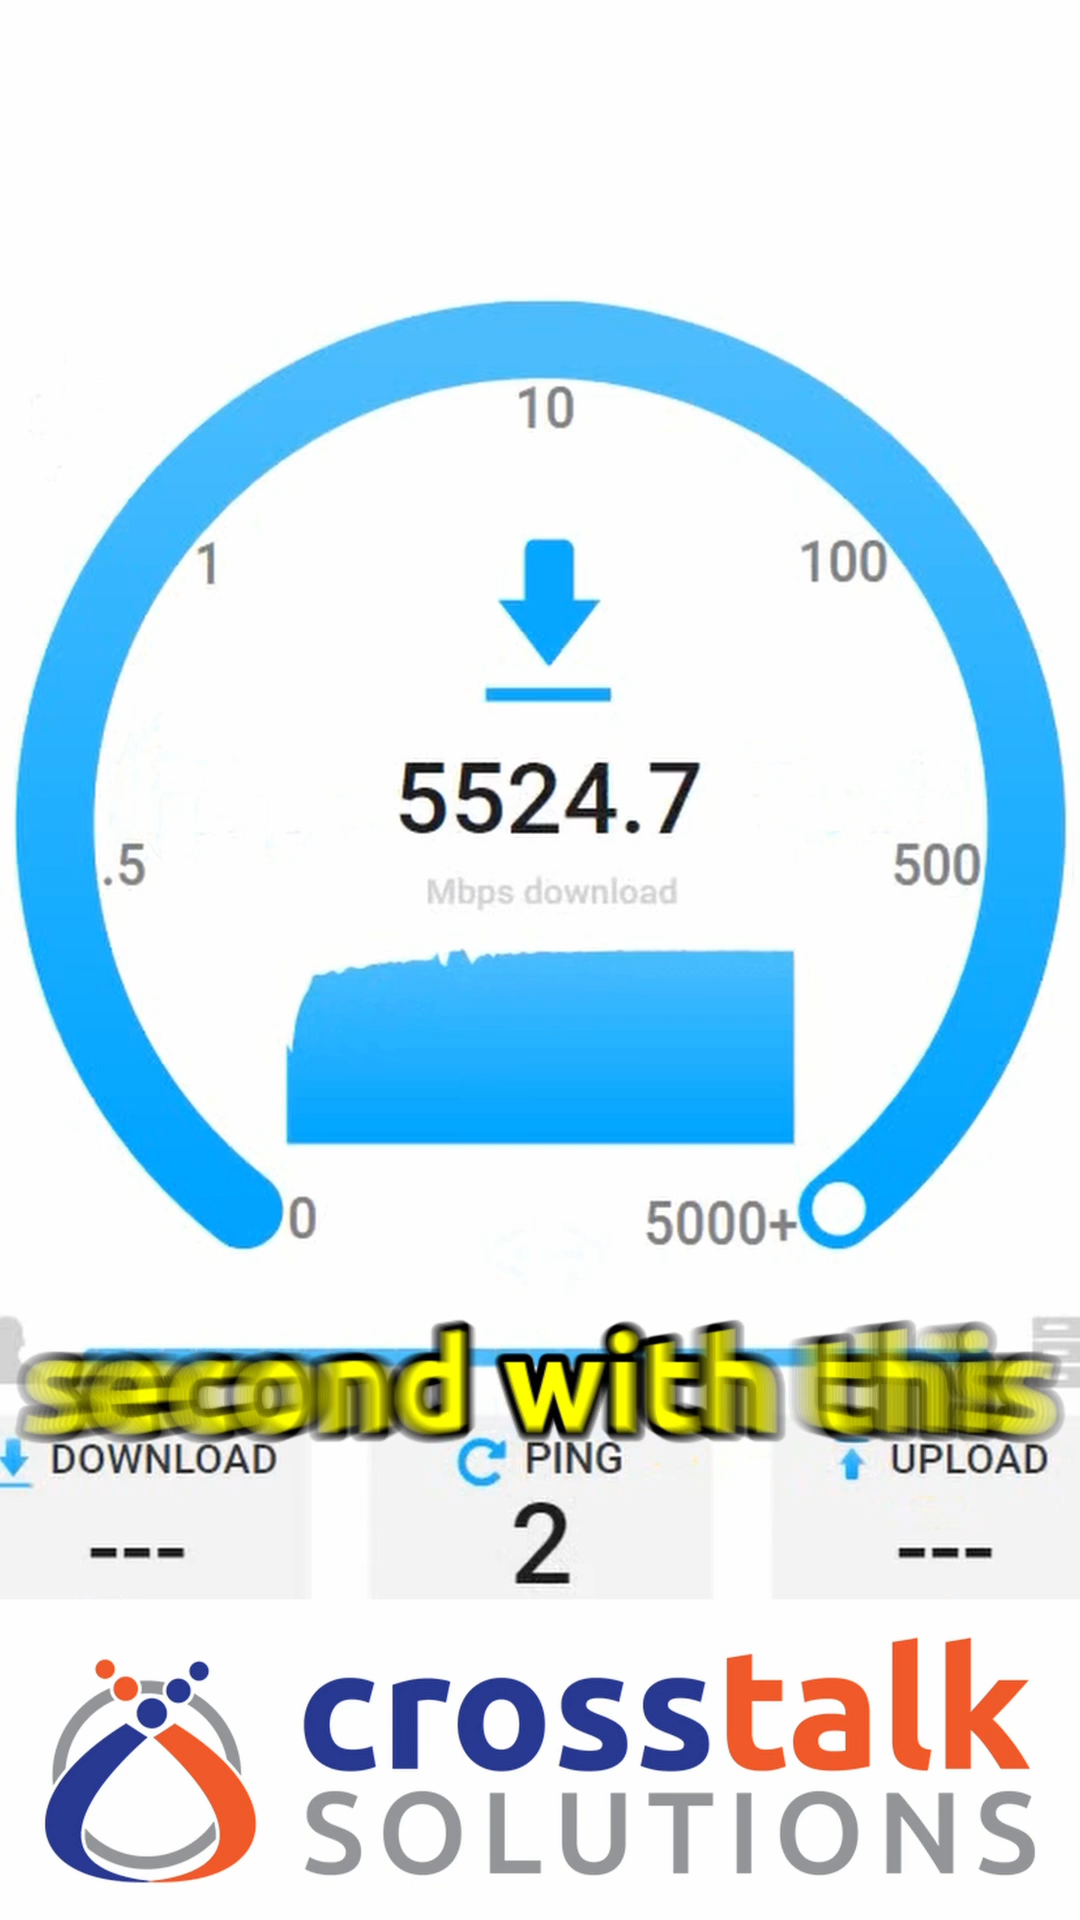 10
1
100
5524.7
.5
500
Mbps download
0
5000+
second with this
DOWNLOAD
PING
UPLOAD
---
2
---
crosstalk
SOLUTIONS